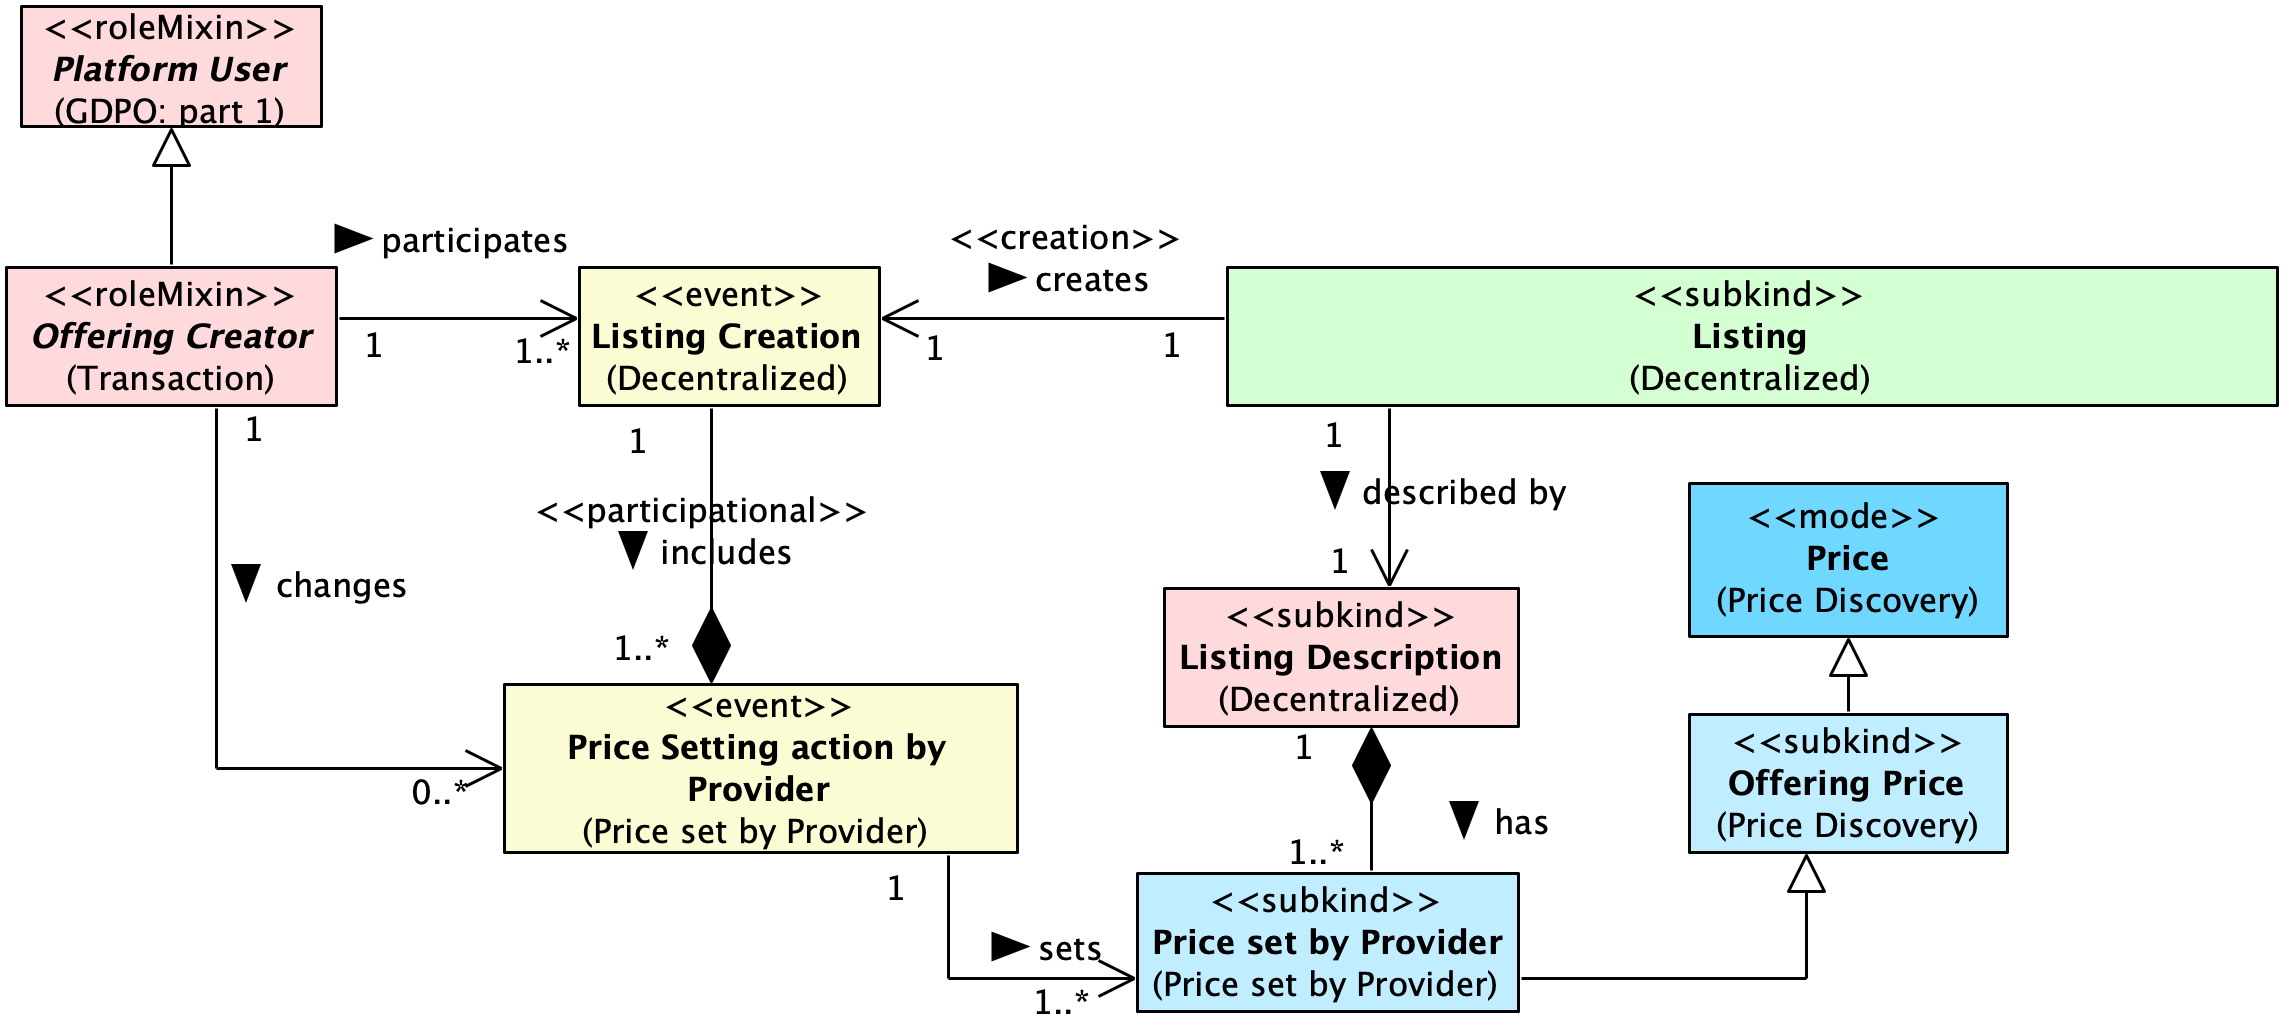 <<roleMixin>>
Platform User
(GDPO: part 1)
participates
<<creation>>
creates
<<roleMixin>>
Offering Creator
(Transaction)
1
1..*
<<event>>
Listing Creation
(Decentralized)
1
1
<<subkind>>
Listing
(Decentralized)
1
1
1
<<participational>>
includes
described by
changes
1..*
1
<<mode>>
Price
(Price Discovery)
<<subkind>>
Listing Description
(Decentralized)
0..*
<<event>>
Price Setting action by
Provider
(Price set by Provider)
1
has
1..*
<<subkind>>
Offering Price
(Price Discovery)
1
sets
1..*
<<subkind>>
Price set by Provider
(Price set by Provider)